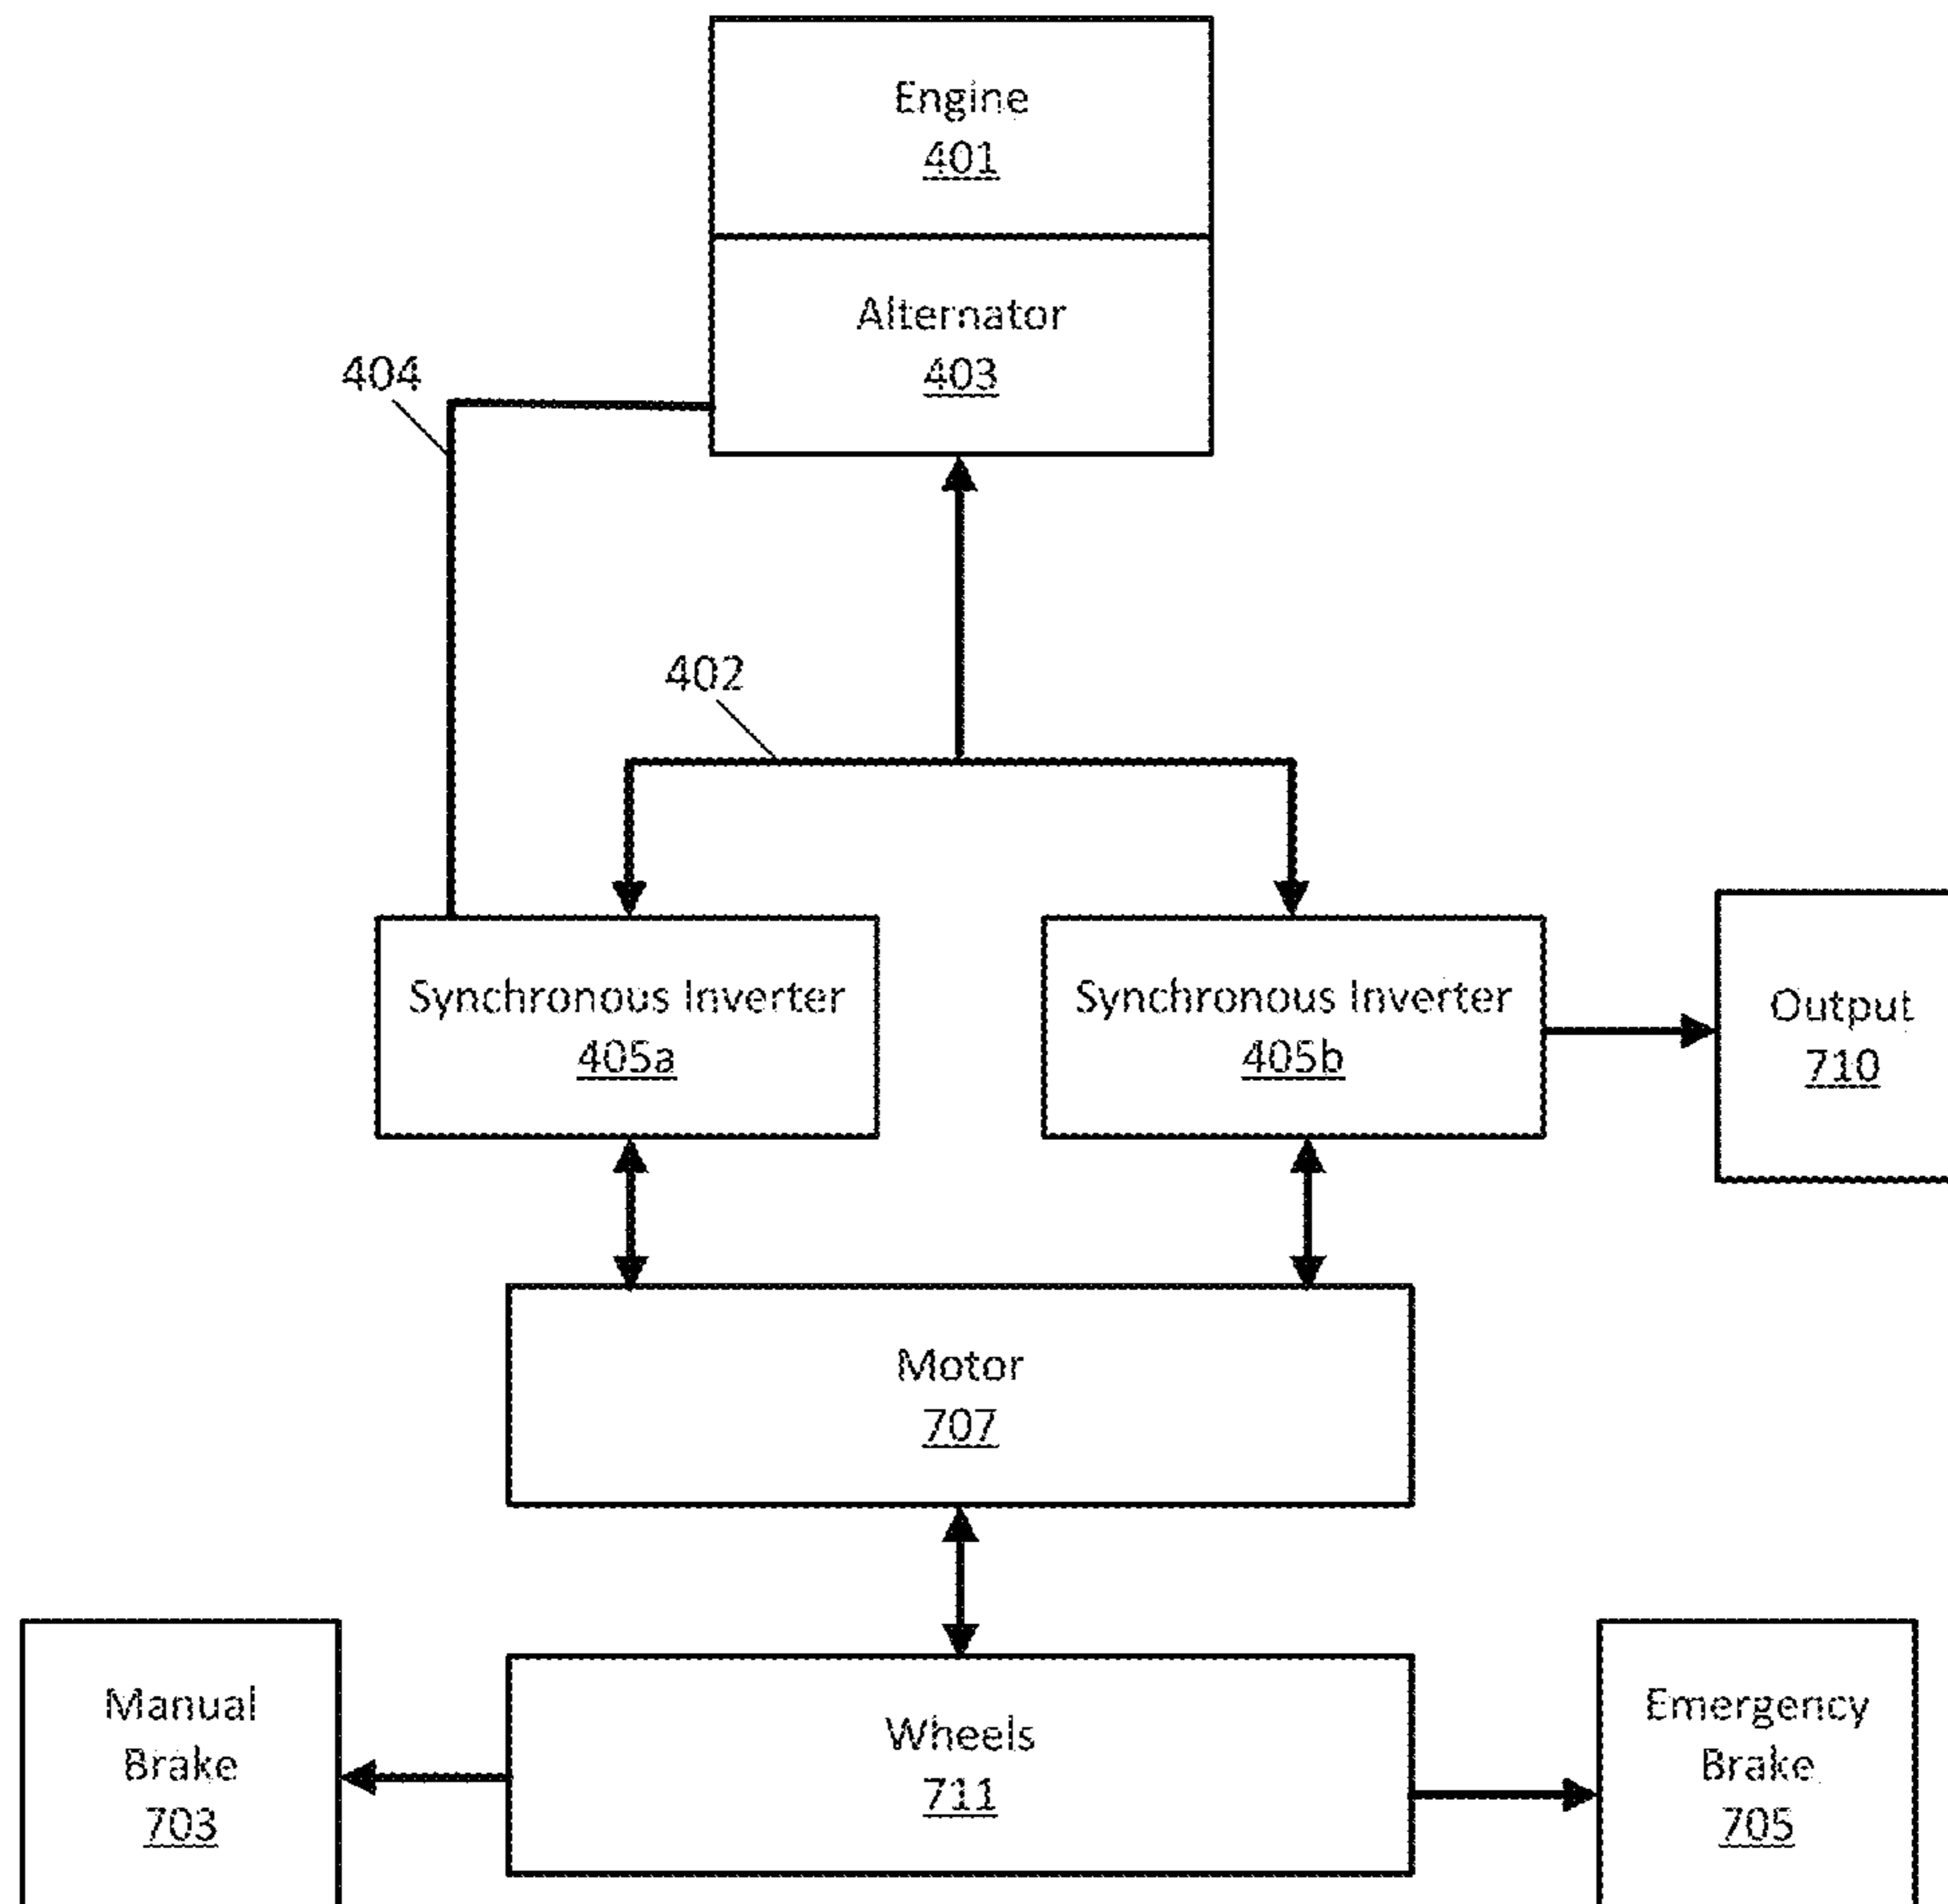 Engine
401
Alternator
403
404
402
Synchronous Inverter
405a
Synchronous Inverter
405b
Output
710
Motor
707
Manual
Brake
703
Wheels
711
Emergency
Brake
705